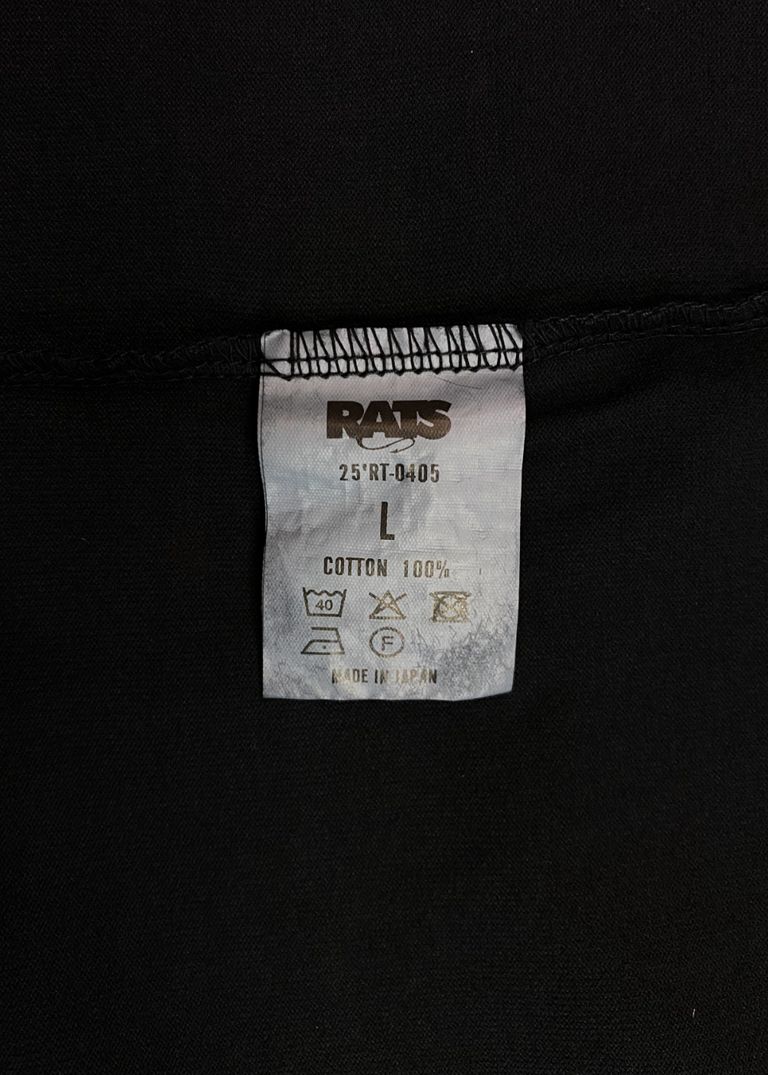 RATS
25'RT-0405
L
COTTON 100%
40
F
MADE IN JAPAN